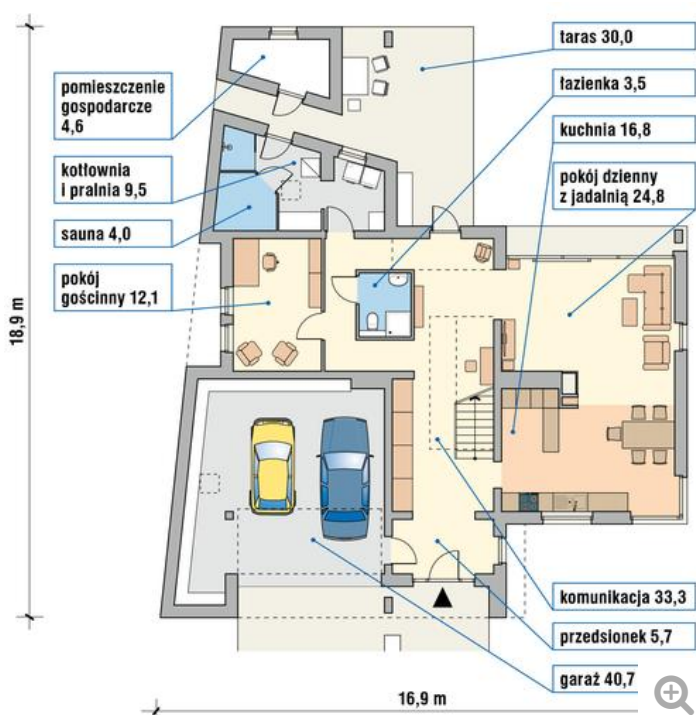 taras 30,0
łazienka 3,5
kuchnia 16,8
pokój dzienny
z jadalnią 24,8
pomieszczenie
gospodarcze
4,6
kotłownia
i pralnia 9,5
sauna 4,0
pokój
gościnny 12,1
18,9 m
komunikacja 33,3
przedsionek 5,7
garaż 40,7
16,9 m